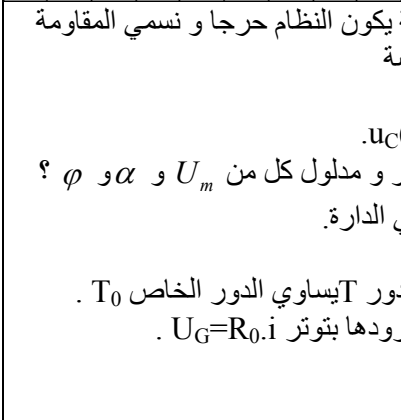 يكون النظام حرجا و نسمي المقاومة
.uC(
و مدلول كل من Um و α و φ ؟
الدارة.
دور T يساوي الدور الخاص T0 .
بتوتر UG=R0.i .